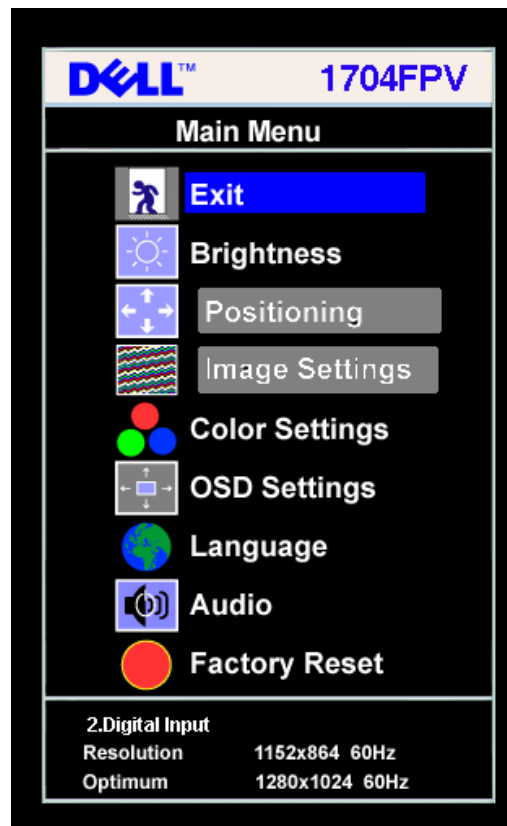 DELL™ 1704FPV
Main Menu
Exit
Brightness
Positioning
Image Settings
Color Settings
OSD Settings
Language
Audio
Factory Reset
2.Digital Input
Resolution 1152x864 60Hz
Optimum 1280x1024 60Hz